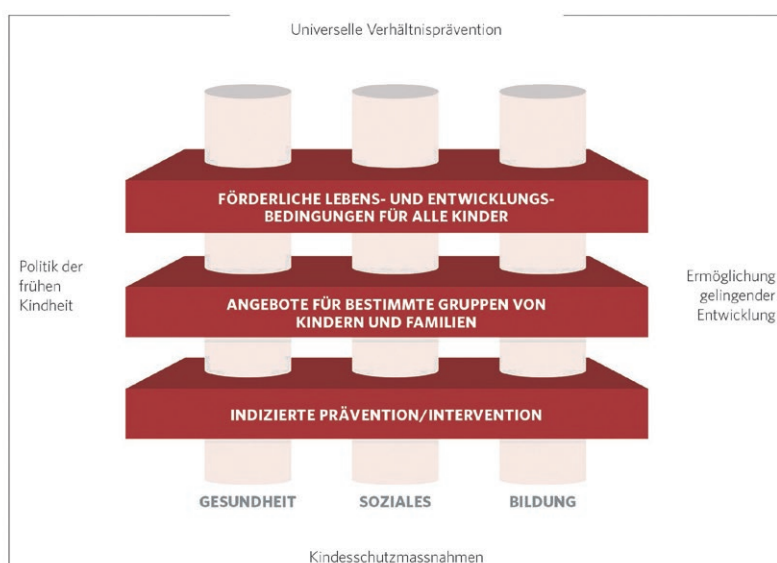 Universelle Verhältnisprävention
FÖRDERLICHE LEBENS- UND ENTWICKLUNGS-
BEDINGUNGEN FÜR ALLE KINDER
Politik der
frühen
Kindheit
ANGEBOTE FÜR BESTIMMTE GRUPPEN VON
KINDERN UND FAMILIEN
Ermöglichung
gelingender
Entwicklung
INDIZIERTE PRÄVENTION/INTERVENTION
GESUNDHEIT
SOZIALES
BILDUNG
Kindesschutzmassnahmen